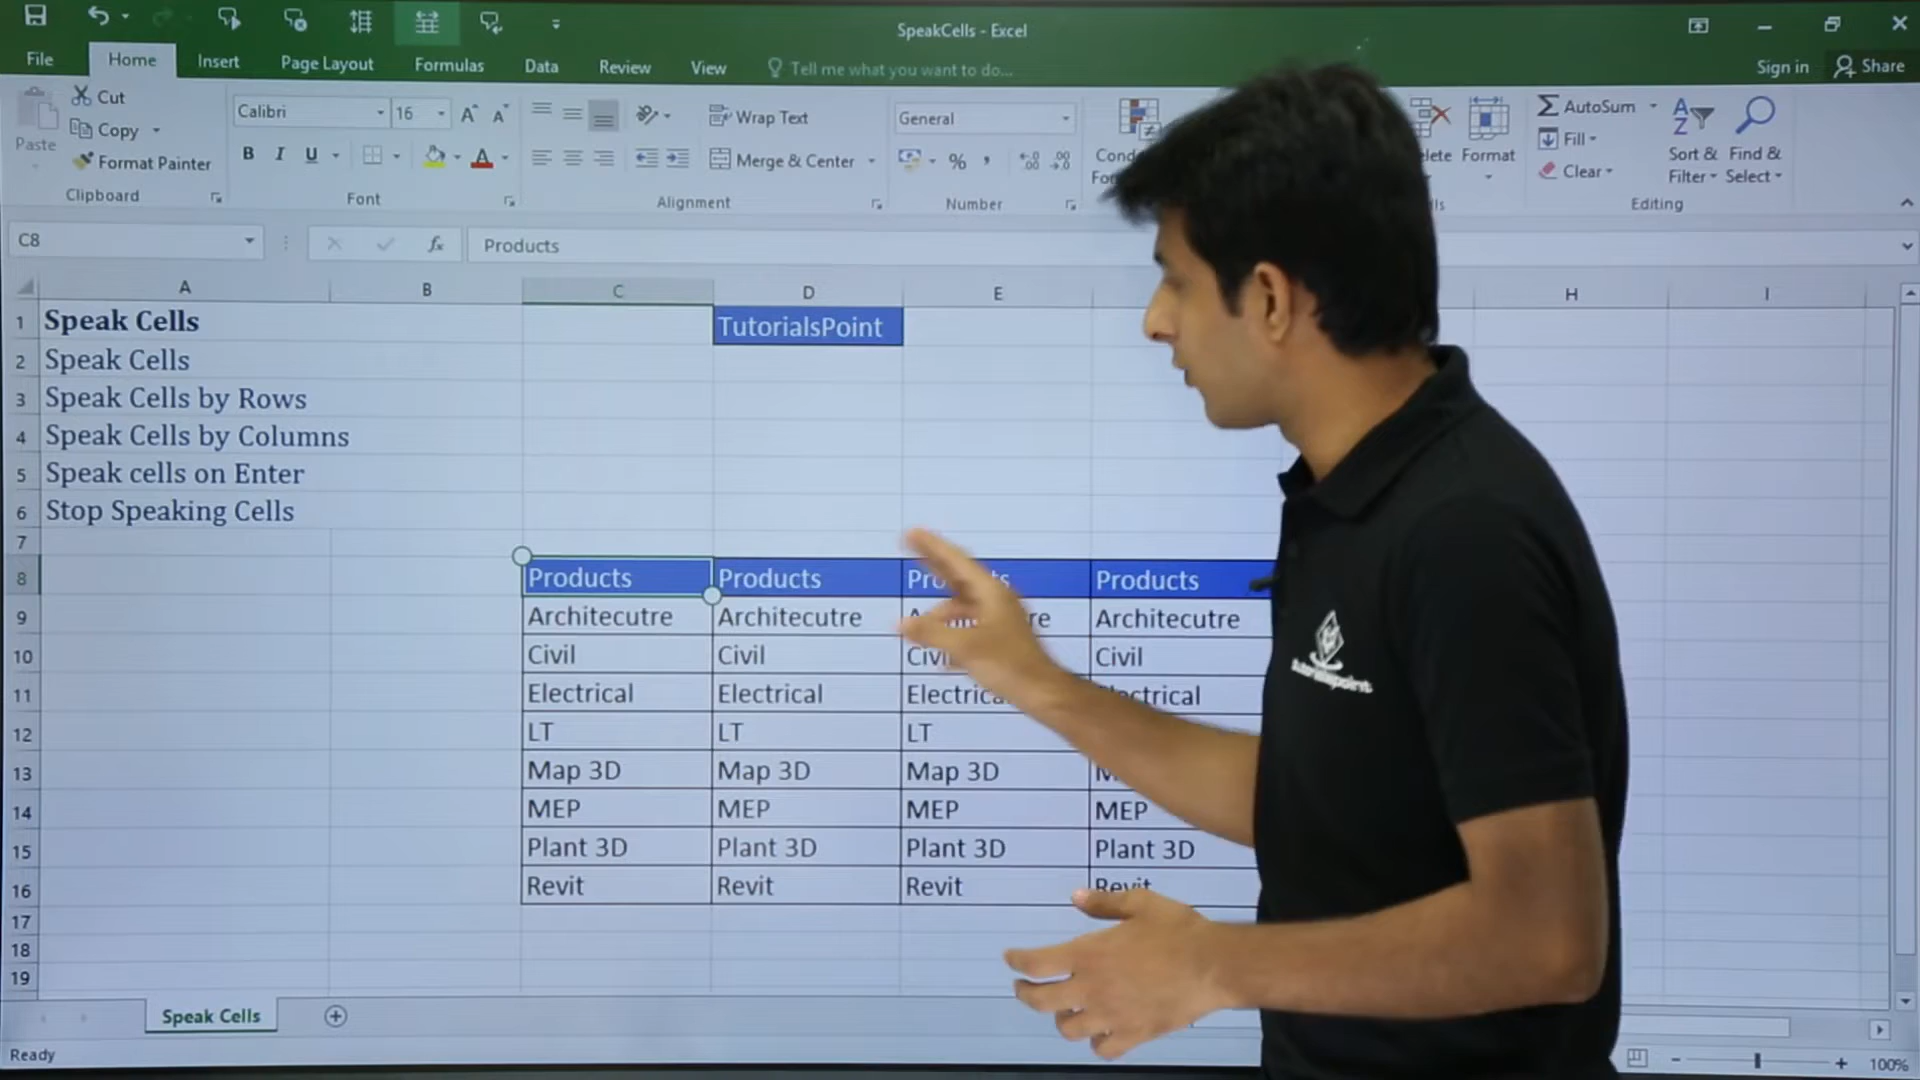 SpeakCells - Excel
File Home Insert Page Layout Formulas Data Review View Tell me what you want to do... Sign in Share
Cut Calibri 16 Wrap Text General AutoSum
Paste Copy Merge & Center % Format Fill Sort & Filter Find & Select
Format Painter B I U A Clear
Clipboard Font Alignment Number Editing
C8 fx Products
A B C D E H I
1 Speak Cells TutorialsPoint
2 Speak Cells
3 Speak Cells by Rows
4 Speak Cells by Columns
5 Speak cells on Enter
6 Stop Speaking Cells
7
8 Products Products Products
9 Architecutre Architecutre Architecutre
10 Civil Civil Civil
11 Electrical Electrical
12 LT LT LT
13 Map 3D Map 3D Map 3D
14 MEP MEP MEP MEP
15 Plant 3D Plant 3D Plant 3D Plant 3D
16 Revit Revit Revit Revit
17
18
19
Speak Cells
Ready 100%
tutorialspoint